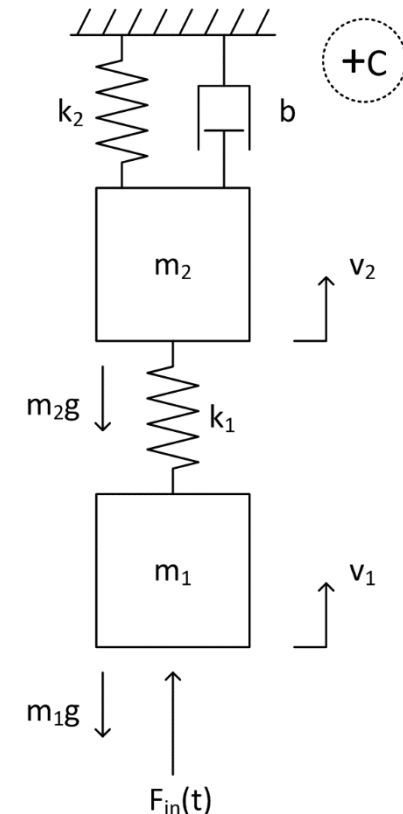 +C
k₂
b
m₂
v₂
m₂g
k₁
m₁
v₁
m₁g
Fᵢₙ(t)